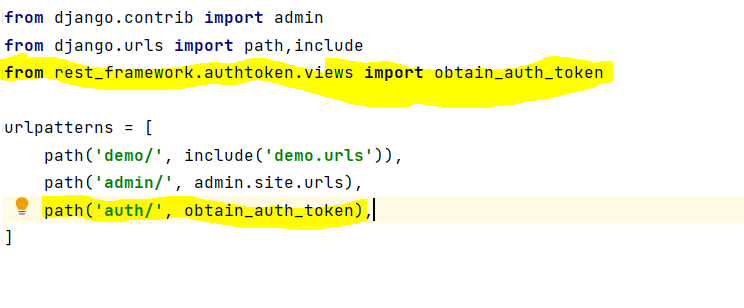 from django.contrib import admin
from django.urls import path,include
from rest_framework.authtoken.views import obtain_auth_token
urlpatterns = [
    path('demo/', include('demo.urls')),
    path('admin/', admin.site.urls),
    path('auth/', obtain_auth_token),
]